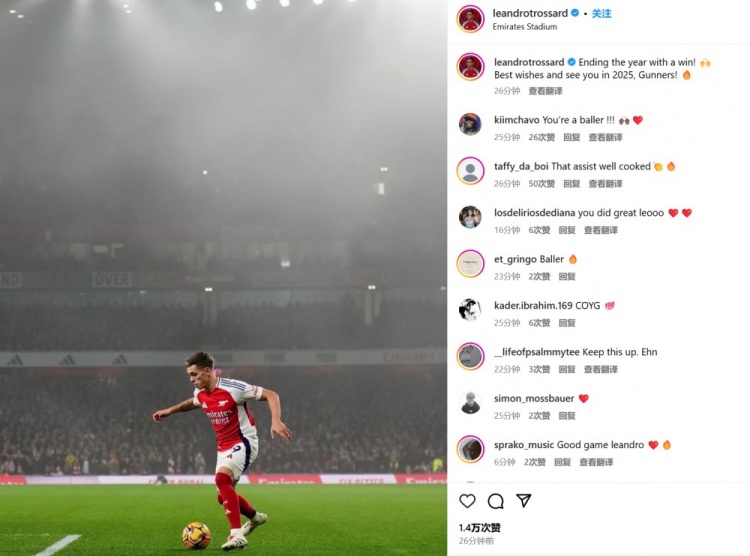 leandrotrossard • 关注
Emirates Stadium
leandrotrossard Ending the year with a win! 🙌
Best wishes and see you in 2025, Gunners! 🔥
26分钟 查看翻译
kiimchavo You're a baller !!! 🙌🏿❤️
25分钟 26次赞 回复 查看翻译
taffy_da_boi That assist well cooked👏🔥
26分钟 50次赞 回复 查看翻译
losdeliriosdediana you did great leooo ❤️❤️
16分钟 6次赞 回复 查看翻译
et_gringo Baller 🔥
23分钟 2次赞 回复
kader.ibrahim.169 COYG 💯
25分钟 6次赞 回复
__lifeofpsalmmytee Keep this up. Ehn
22分钟 3次赞 回复 查看翻译
simon_mossbauer ❤️
25分钟 2次赞 回复
sprako_music Good game leandro ❤️🔥
6分钟 2次赞 回复 查看翻译
1.4万次赞
26分钟前
OVER
Emirates